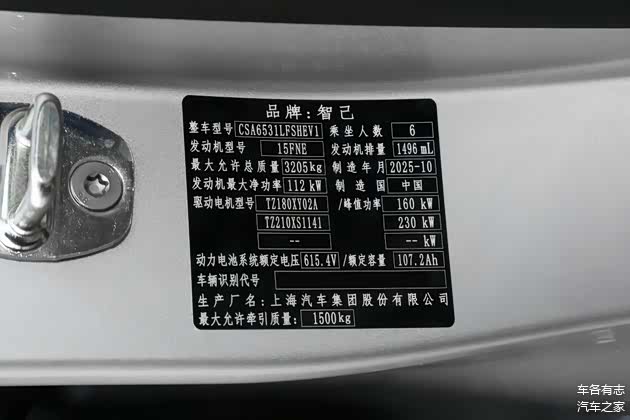 品牌:智己
整车型号 CSA6531LFSHEV1 乘坐人数 6
发动机型号 15FNE 发动机排量 1496 mL
最大允许总质量 3205kg 制造年月 2025-10
发动机最大净功率 112 kW 制造国 中国
驱动电机型号 TZ180XY02A /峰值功率 160 kW
TZ210XS1141 230 kW
-- -- kW
动力电池系统额定电压 615.4V /额定容量 107.2Ah
车辆识别代号
生产厂名:上海汽车集团股份有限公司
最大允许牵引质量: 1500kg
车各有志
汽车之家